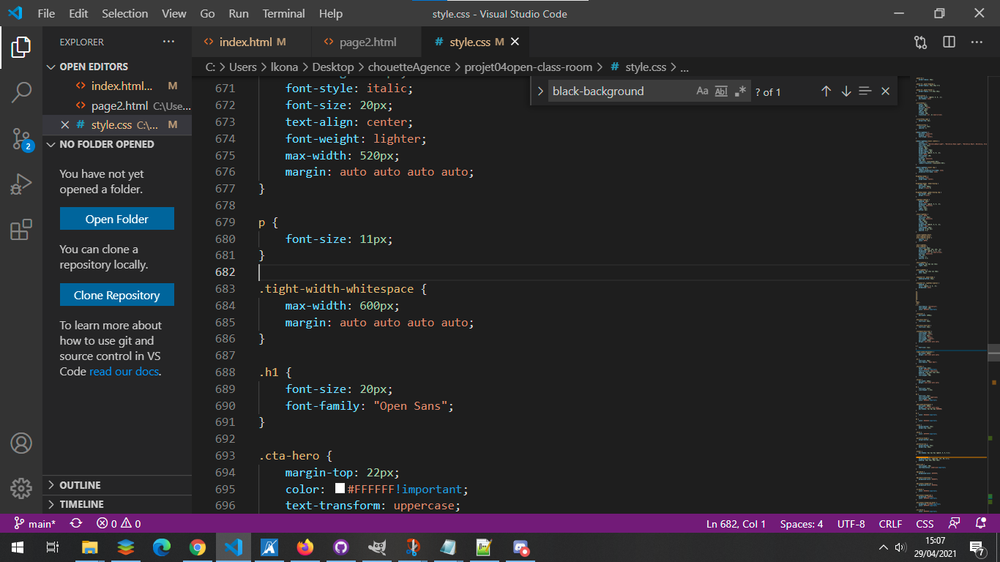 File Edit Selection View Go Run Terminal Help
style.css - Visual Studio Code
EXPLORER
OPEN EDITORS
index.html... M
page2.html C:\Use...
style.css C:\... M
NO FOLDER OPENED
You have not yet
opened a folder.
Open Folder
You can clone a
repository locally.
Clone Repository
To learn more about
how to use git and
source control in VS
Code read our docs.
OUTLINE
TIMELINE
2
index.html M
page2.html
style.css M
C: > Users > lkona > Desktop > chouetteAgence > projet04open-class-room > # style.css > ...
black-background Aa Abl .* ? of 1
671 font-style: italic;
672 font-size: 20px;
673 text-align: center;
674 font-weight: lighter;
675 max-width: 520px;
676 margin: auto auto auto auto;
677 }
678
679 p {
680 font-size: 11px;
681 }
682
683 .tight-width-whitespace {
684 max-width: 600px;
685 margin: auto auto auto auto;
686 }
687
688 .h1 {
689 font-size: 20px;
690 font-family: "Open Sans";
691 }
692
693 .cta-hero {
694 margin-top: 22px;
695 color: #FFFFFF!important;
696 text-transform: uppercase;
main* 0 0 Ln 682, Col 1 Spaces: 4 UTF-8 CRLF CSS
15:07
29/04/2021
7